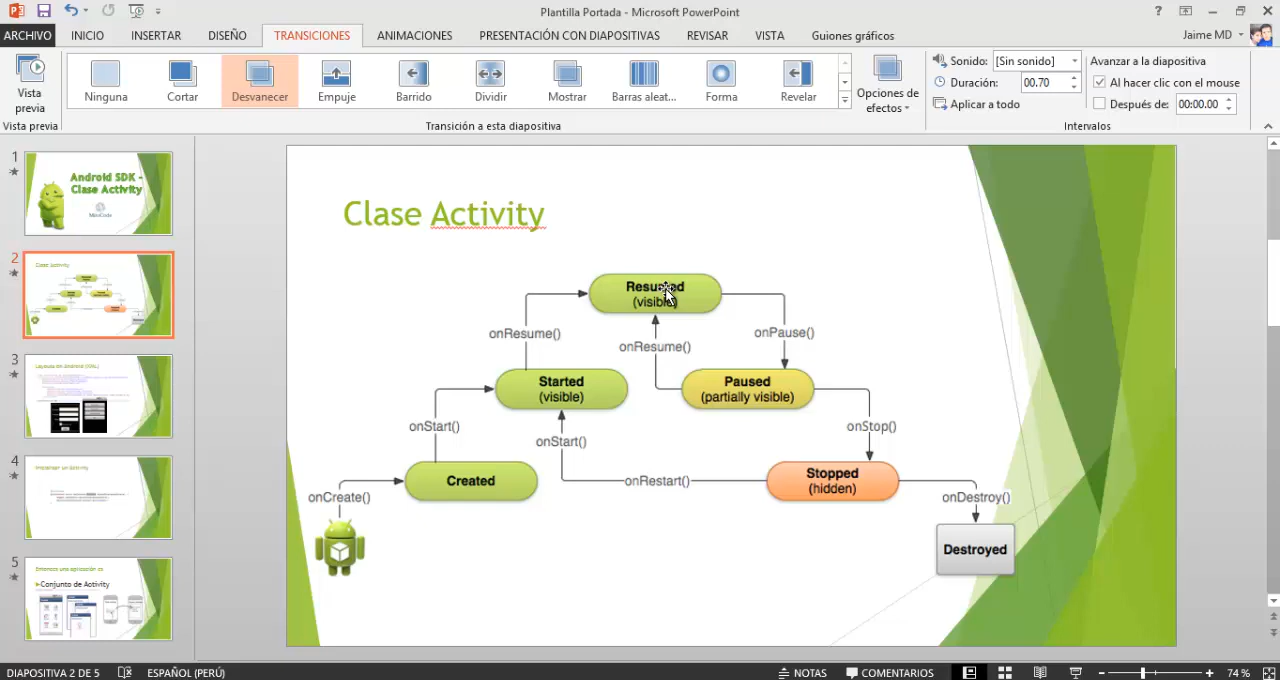 Plantilla Portada - Microsoft PowerPoint
ARCHIVO INICIO INSERTAR DISEÑO TRANSICIONES ANIMACIONES PRESENTACIÓN CON DIAPOSITIVAS REVISAR VISTA Guiones gráficos Jaime MD
Vista previa
Ninguna Cortar Desvanecer Empuje Barrido Dividir Mostrar Barras aleat... Forma Revelar
Opciones de efectos
Sonido: [Sin sonido]
Duración: 00.70
Aplicar a todo
Avanzar a la diapositiva
Al hacer clic con el mouse
Después de: 00:00.00
Vista previa Transición a esta diapositiva Intervalos
1
Android SDK -
Clase Activity
2
Clase Activity
3
Layouts en Android (XML)
4
5
Entonces una aplicación es
Conjunto de Activity
Clase Activity
Resumed
(visible)
onResume()
onResume()
onPause()
Started
(visible)
Paused
(partially visible)
onStart()
onStart()
onStop()
Created
onRestart()
Stopped
(hidden)
onCreate()
onDestroy()
Destroyed
DIAPOSITIVA 2 DE 5 ESPAÑOL (PERÚ) NOTAS COMENTARIOS 74 %